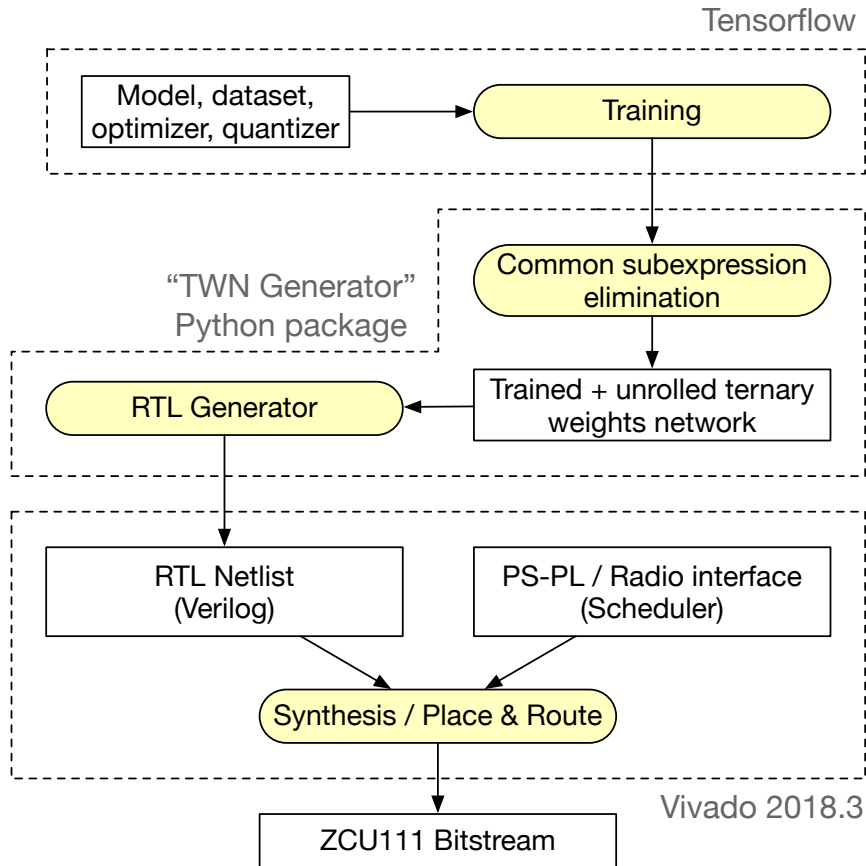 Tensorflow
Model, dataset,
optimizer, quantizer
Training
Common subexpression
elimination
“TWN Generator”
Python package
Trained + unrolled ternary
weights network
RTL Generator
RTL Netlist
(Verilog)
PS-PL / Radio interface
(Scheduler)
Synthesis / Place & Route
Vivado 2018.3
ZCU111 Bitstream